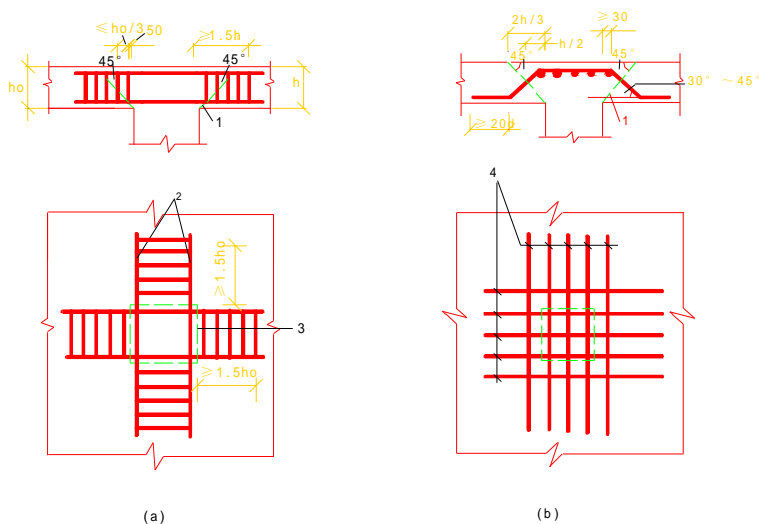 ≤ho/3
50
≥1.5h
45°
45°
ho
h
1
2
≥1.5ho
3
≥1.5ho
(a)
2h/3
≥30
h/2
45°
45°
30° ~45°
≥20d
1
4
(b)